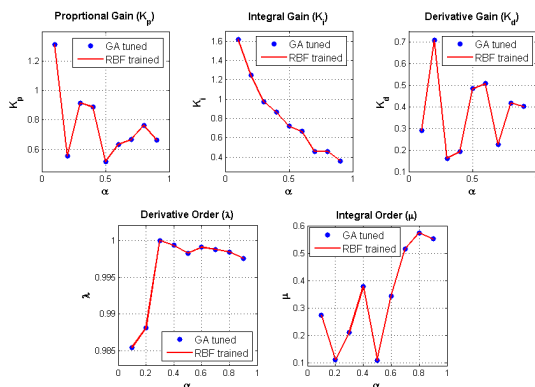 Proprtional Gain (Kp)
GA tuned
RBF trained
1.2
1
0.8
0.6
Kp
0
0.5
1
α
Integral Gain (Ki)
GA tuned
RBF trained
1.6
1.4
1.2
1
0.8
0.6
0.4
Ki
0
0.5
1
α
Derivative Gain (Kd)
GA tuned
RBF trained
0.7
0.6
0.5
0.4
0.3
0.2
0.1
Kd
0
0.5
α
Derivative Order (λ)
1
0.995
0.99
0.985
λ
GA tuned
RBF trained
0
0.2
0.4
0.6
0.8
1
α
Integral Order (μ)
GA tuned
RBF trained
0.6
0.5
0.4
0.3
0.2
0.1
μ
0
0.2
0.4
0.6
0.8
1
α